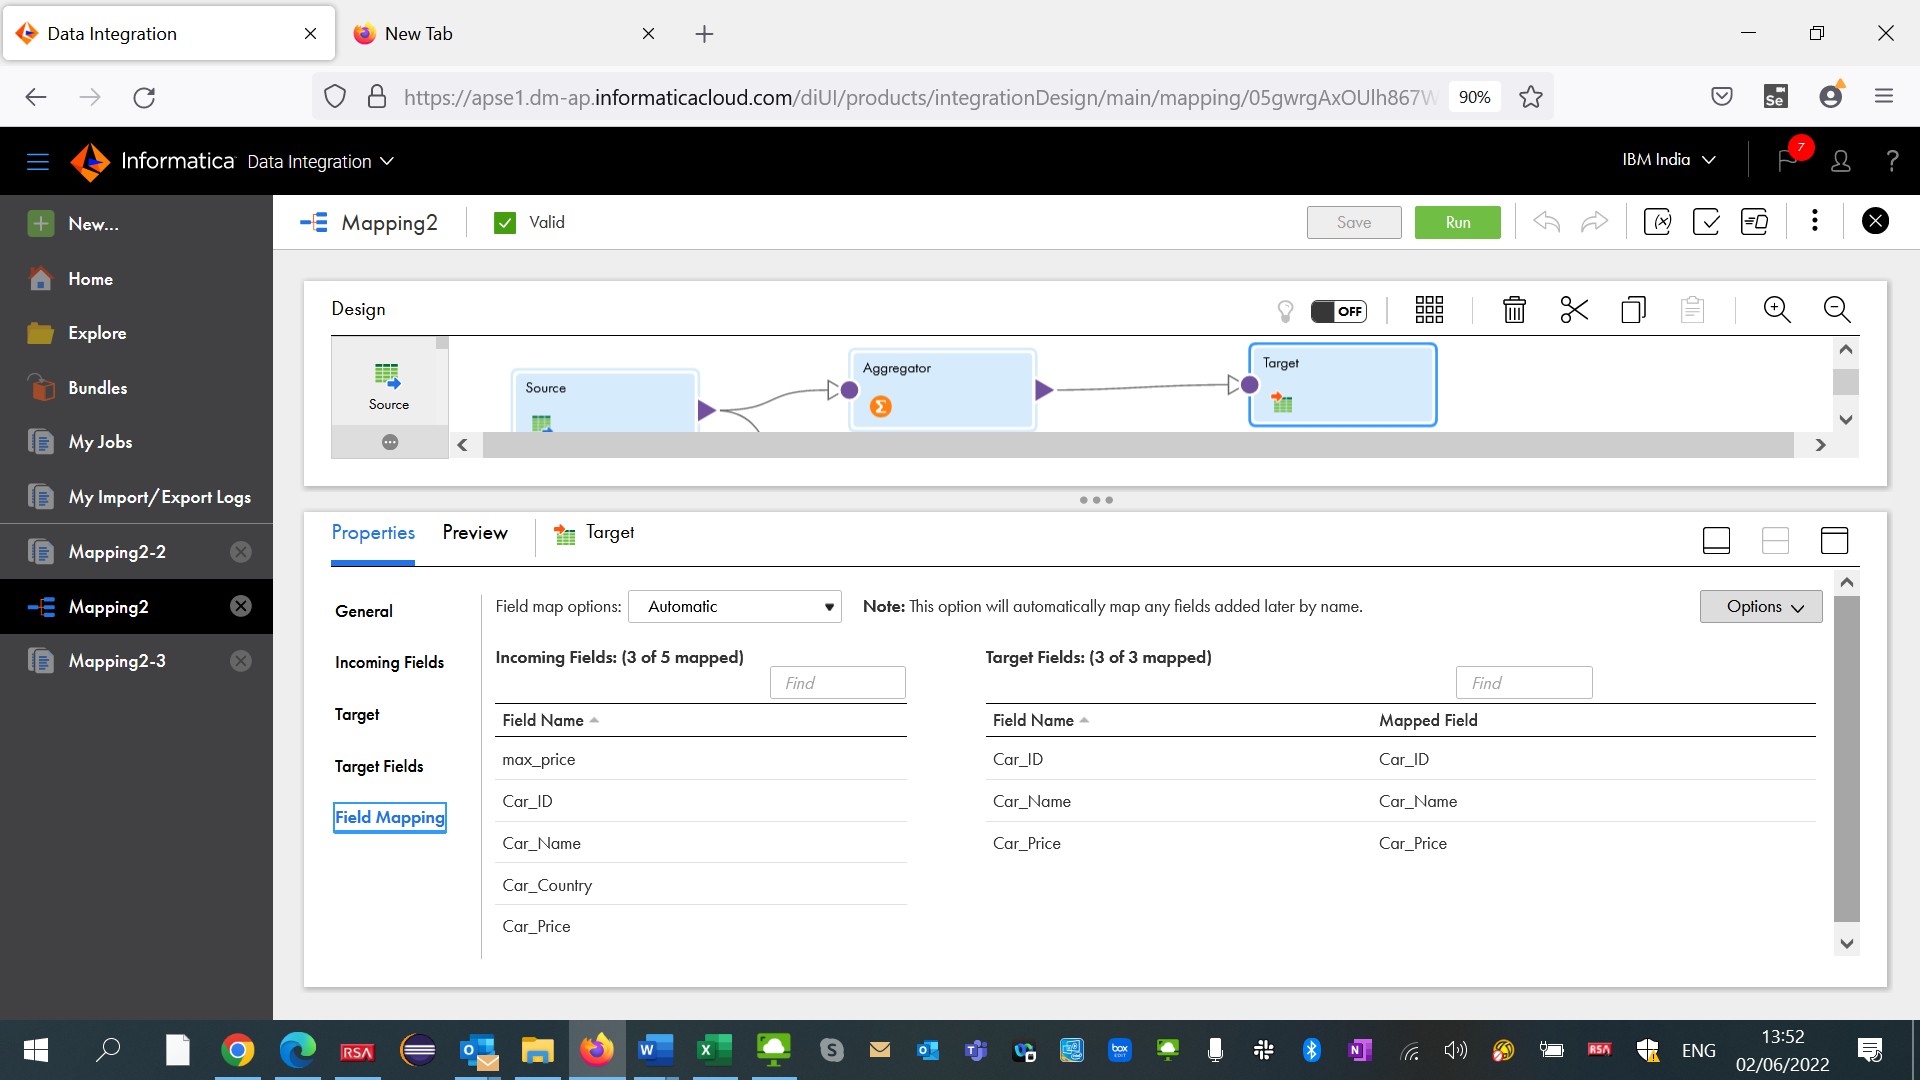 Data Integration
New Tab
https://apse1.dm-ap.informaticacloud.com/diUI/products/integrationDesign/main/mapping/05gwrgAxOUlh867W
90%
Se
Informatica Data Integration
IBM India
7
?
New...
Mapping2
Valid
Save
Run
Home
Explore
Bundles
My Jobs
My Import/Export Logs
Mapping2-2
Mapping2
Mapping2-3
Design
OFF
Source
Source
Aggregator
Target
Properties
Preview
Target
General
Incoming Fields
Target
Target Fields
Field Mapping
Field map options:
Automatic
Note: This option will automatically map any fields added later by name.
Options
Incoming Fields: (3 of 5 mapped)
Find
Field Name
max_price
Car_ID
Car_Name
Car_Country
Car_Price
Target Fields: (3 of 3 mapped)
Find
Field Name Mapped Field
Car_ID Car_ID
Car_Name Car_Name
Car_Price Car_Price
RSA
box
EDIT
RSA
ENG
13:52
02/06/2022